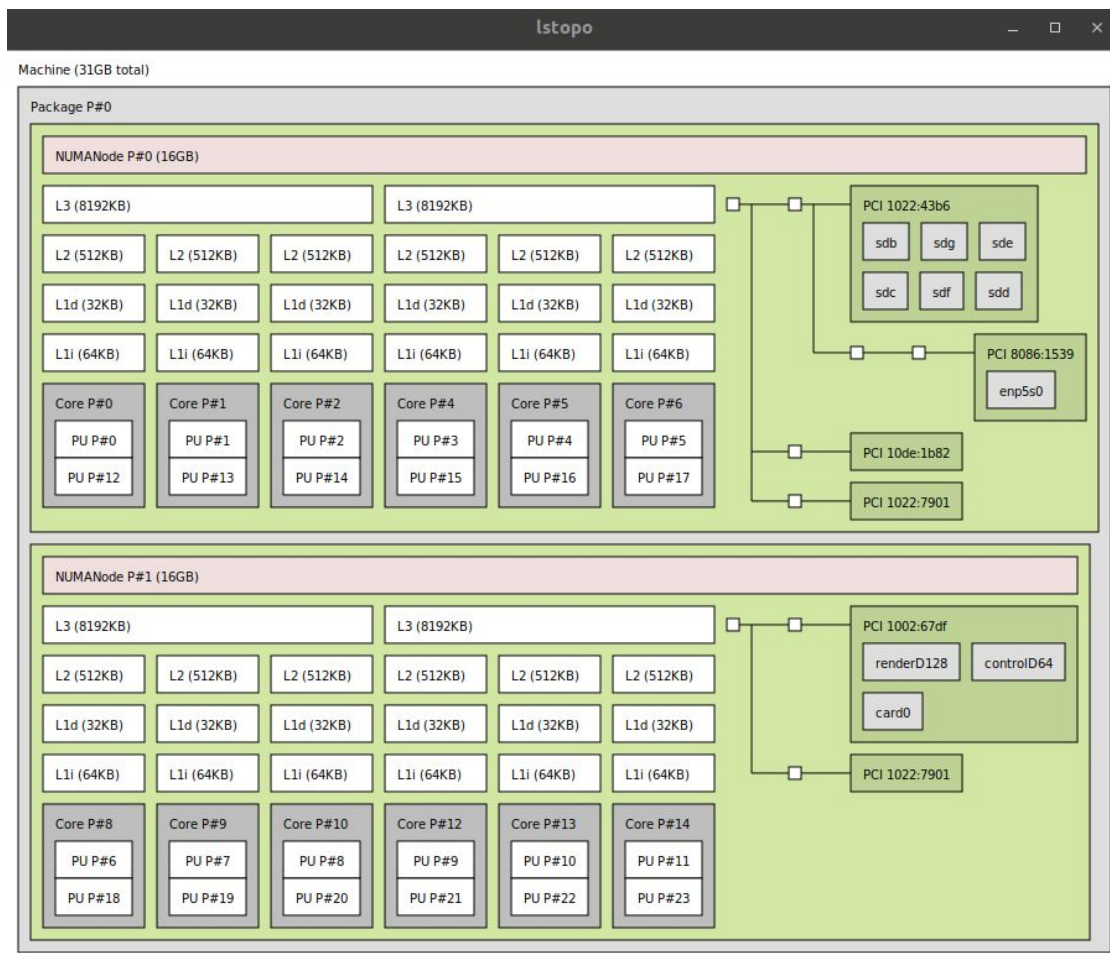 lstopo
Machine (31GB total)
Package P#0
NUMANode P#0 (16GB)
L3 (8192KB) L3 (8192KB)
L2 (512KB) L2 (512KB) L2 (512KB) L2 (512KB) L2 (512KB) L2 (512KB)
L1d (32KB) L1d (32KB) L1d (32KB) L1d (32KB) L1d (32KB) L1d (32KB)
L1i (64KB) L1i (64KB) L1i (64KB) L1i (64KB) L1i (64KB) L1i (64KB)
Core P#0 Core P#1 Core P#2 Core P#4 Core P#5 Core P#6
PU P#0 PU P#1 PU P#2 PU P#3 PU P#4 PU P#5
PU P#12 PU P#13 PU P#14 PU P#15 PU P#16 PU P#17
PCI 1022:43b6
sdb sdg sde
sdc sdf sdd
PCI 8086:1539
enp5s0
PCI 10de:1b82
PCI 1022:7901
NUMANode P#1 (16GB)
L3 (8192KB) L3 (8192KB)
L2 (512KB) L2 (512KB) L2 (512KB) L2 (512KB) L2 (512KB) L2 (512KB)
L1d (32KB) L1d (32KB) L1d (32KB) L1d (32KB) L1d (32KB) L1d (32KB)
L1i (64KB) L1i (64KB) L1i (64KB) L1i (64KB) L1i (64KB) L1i (64KB)
Core P#8 Core P#9 Core P#10 Core P#12 Core P#13 Core P#14
PU P#6 PU P#7 PU P#8 PU P#9 PU P#10 PU P#11
PU P#18 PU P#19 PU P#20 PU P#21 PU P#22 PU P#23
PCI 1002:67df
renderD128 controlD64
card0
PCI 1022:7901